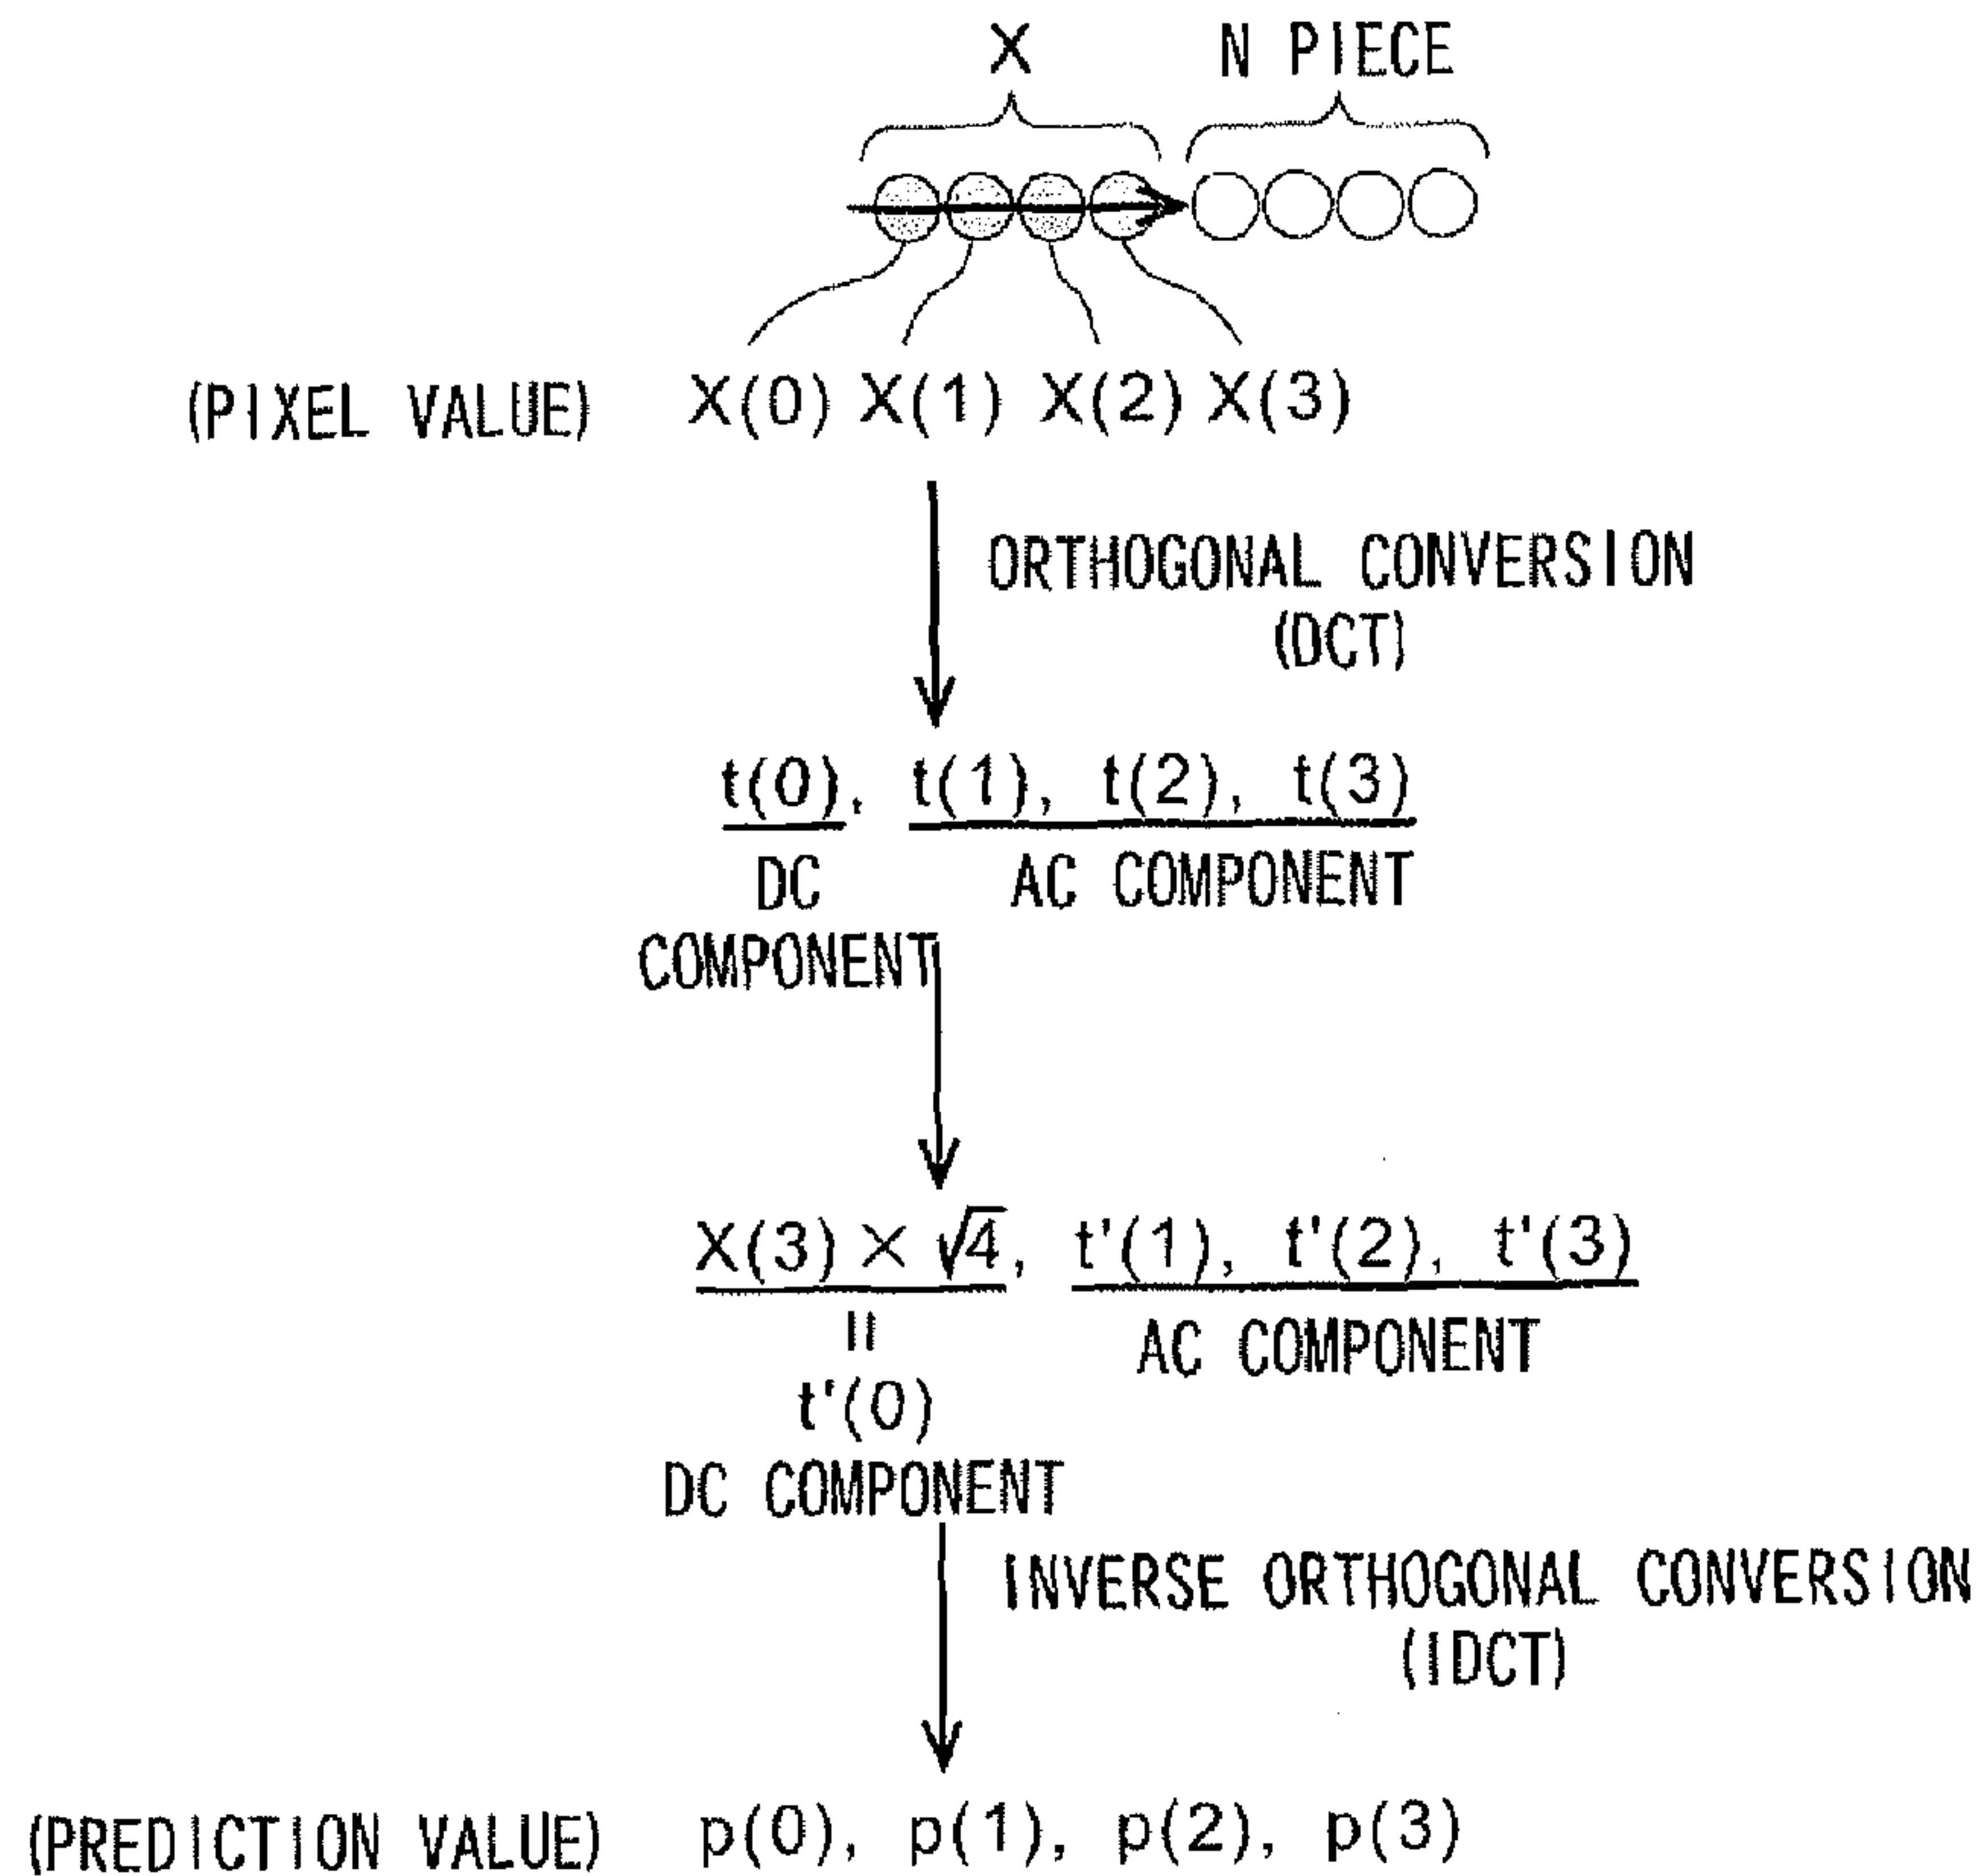 X N PIECE
(PIXEL VALUE) X(0) X(1) X(2) X(3)
ORTHOGONAL CONVERSION
(DCT)
t(0), t(1), t(2), t(3)
DC AC COMPONENT
COMPONENT
X(3) × √4, t'(1), t'(2), t'(3)
= AC COMPONENT
t'(0)
DC COMPONENT
INVERSE ORTHOGONAL CONVERSION
(IDCT)
(PREDICTION VALUE) p(0), p(1), p(2), p(3)